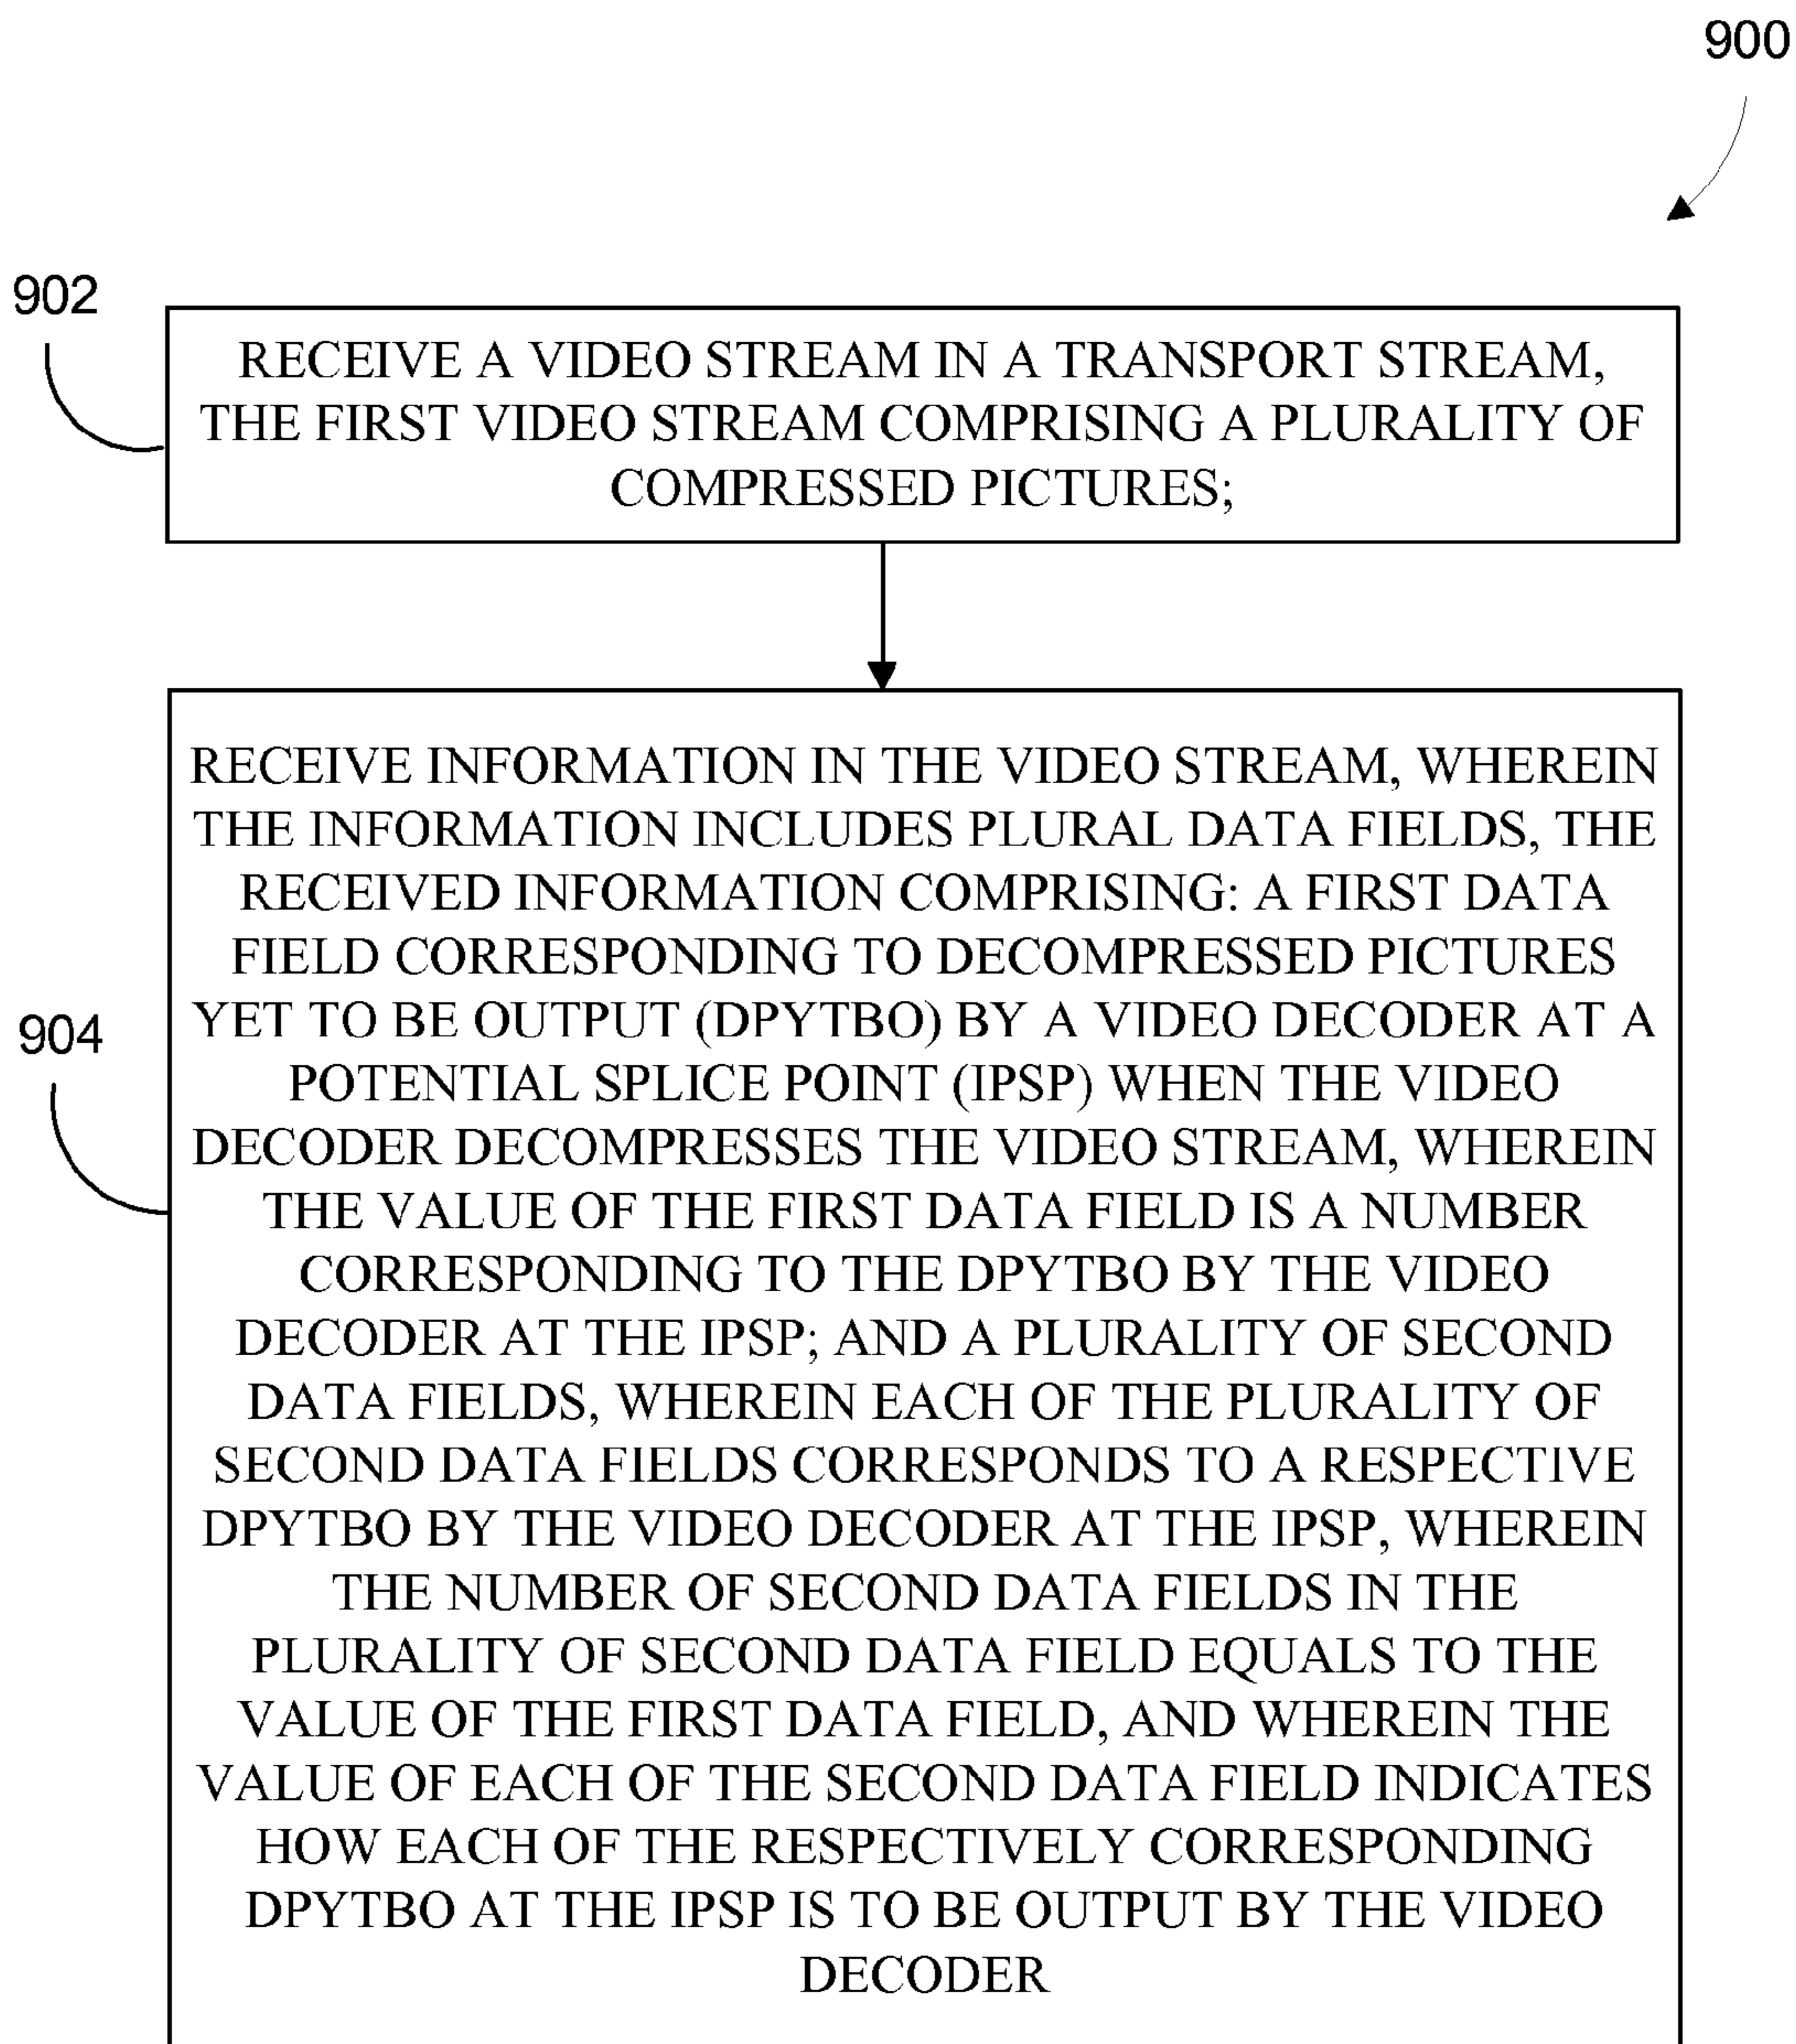 900
902
RECEIVE A VIDEO STREAM IN A TRANSPORT STREAM,
THE FIRST VIDEO STREAM COMPRISING A PLURALITY OF
COMPRESSED PICTURES;
904
RECEIVE INFORMATION IN THE VIDEO STREAM, WHEREIN
THE INFORMATION INCLUDES PLURAL DATA FIELDS, THE
RECEIVED INFORMATION COMPRISING: A FIRST DATA
FIELD CORRESPONDING TO DECOMPRESSED PICTURES
YET TO BE OUTPUT (DPYTBO) BY A VIDEO DECODER AT A
POTENTIAL SPLICE POINT (IPSP) WHEN THE VIDEO
DECODER DECOMPRESSES THE VIDEO STREAM, WHEREIN
THE VALUE OF THE FIRST DATA FIELD IS A NUMBER
CORRESPONDING TO THE DPYTBO BY THE VIDEO
DECODER AT THE IPSP; AND A PLURALITY OF SECOND
DATA FIELDS, WHEREIN EACH OF THE PLURALITY OF
SECOND DATA FIELDS CORRESPONDS TO A RESPECTIVE
DPYTBO BY THE VIDEO DECODER AT THE IPSP, WHEREIN
THE NUMBER OF SECOND DATA FIELDS IN THE
PLURALITY OF SECOND DATA FIELD EQUALS TO THE
VALUE OF THE FIRST DATA FIELD, AND WHEREIN THE
VALUE OF EACH OF THE SECOND DATA FIELD INDICATES
HOW EACH OF THE RESPECTIVELY CORRESPONDING
DPYTBO AT THE IPSP IS TO BE OUTPUT BY THE VIDEO
DECODER